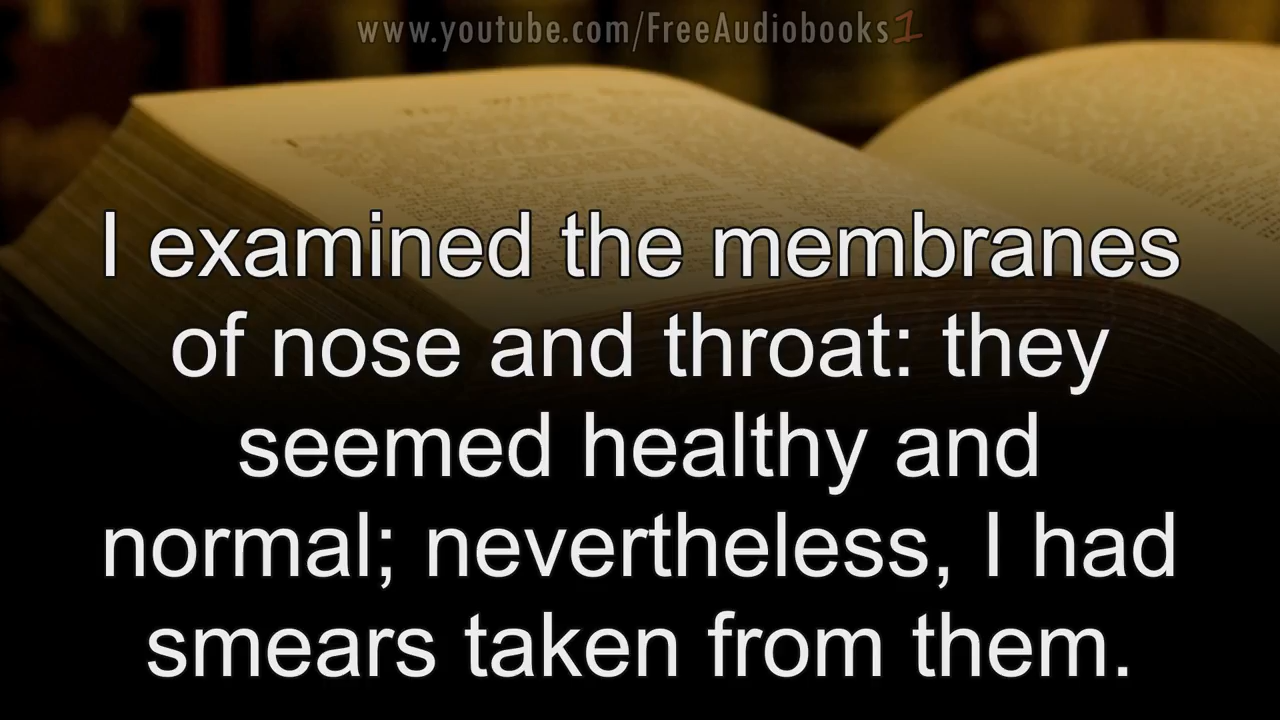 www.youtube.com/FreeAudiobooks1
I examined the membranes
of nose and throat: they
seemed healthy and
normal; nevertheless, I had
smears taken from them.